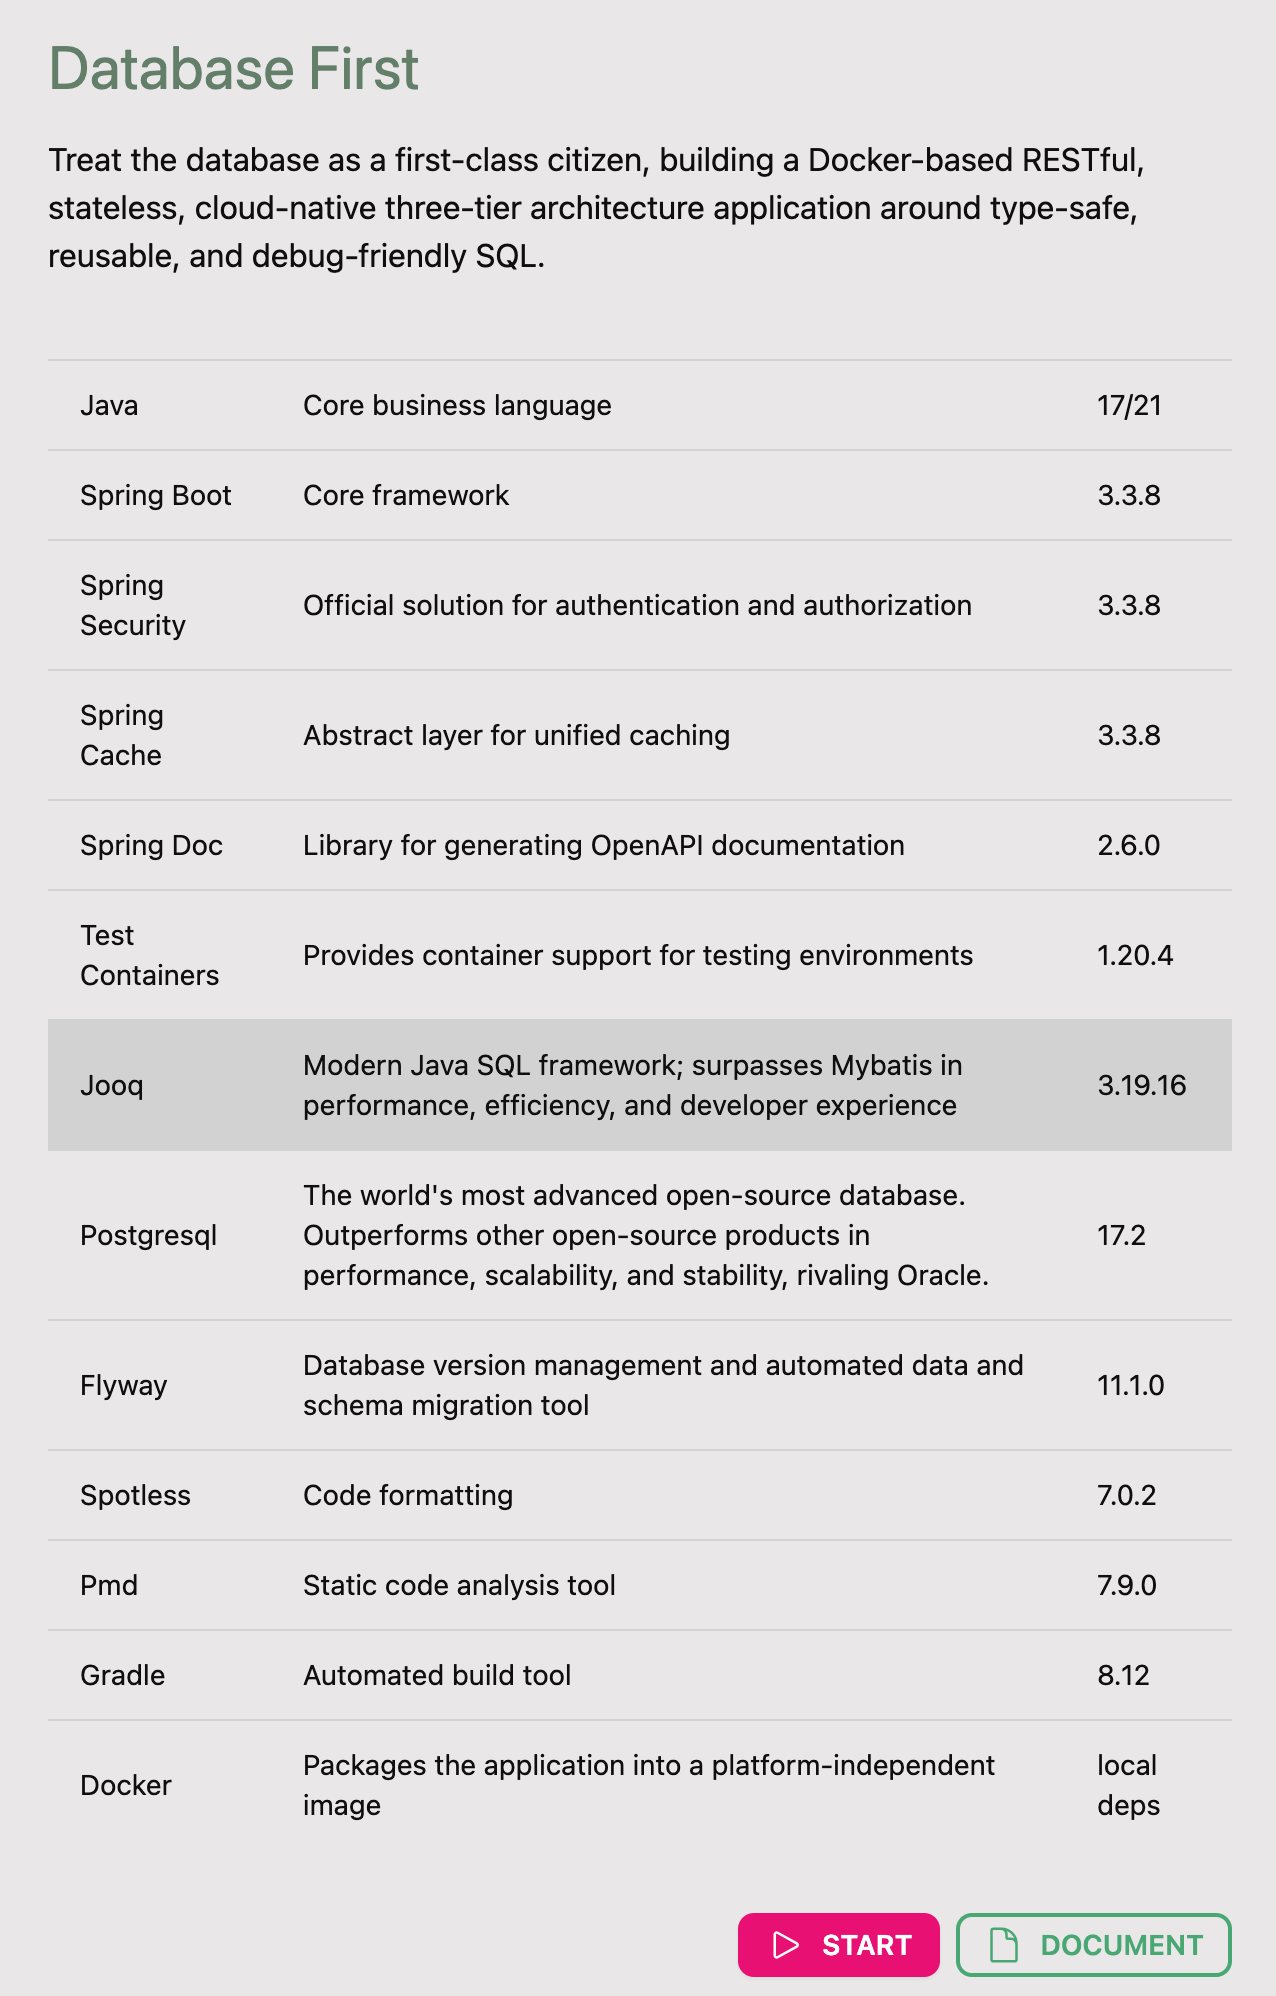 Database First
Treat the database as a first-class citizen, building a Docker-based RESTful,
stateless, cloud-native three-tier architecture application around type-safe,
reusable, and debug-friendly SQL.
Java Core business language 17/21
Spring Boot Core framework 3.3.8
Spring
Security
Official solution for authentication and authorization 3.3.8
Spring
Cache
Abstract layer for unified caching 3.3.8
Spring Doc Library for generating OpenAPI documentation 2.6.0
Test
Containers
Provides container support for testing environments 1.20.4
Jooq
Modern Java SQL framework; surpasses Mybatis in
performance, efficiency, and developer experience
3.19.16
Postgresql
The world's most advanced open-source database.
Outperforms other open-source products in
performance, scalability, and stability, rivaling Oracle.
17.2
Flyway
Database version management and automated data and
schema migration tool
11.1.0
Spotless Code formatting 7.0.2
Pmd Static code analysis tool 7.9.0
Gradle Automated build tool 8.12
Docker
Packages the application into a platform-independent
image
local
deps
START
DOCUMENT